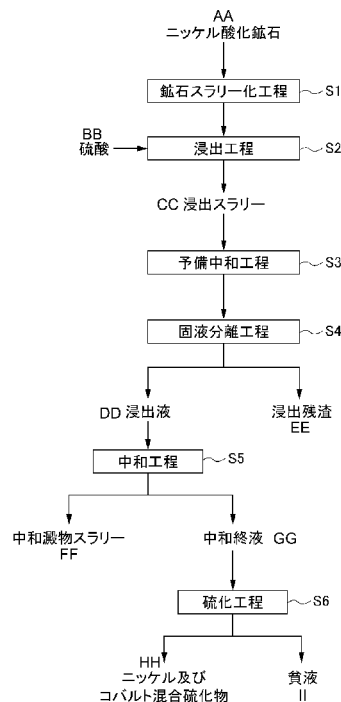 AA
ニッケル酸化鉱石
鉱石スラリー化工程 S1
BB
硫酸
浸出工程 S2
CC 浸出スラリー
予備中和工程 S3
固液分離工程 S4
DD 浸出液
浸出残渣
EE
中和工程 S5
中和澱物スラリー
FF
中和終液 GG
硫化工程 S6
HH
ニッケル及び
コバルト混合硫化物
貧液
II